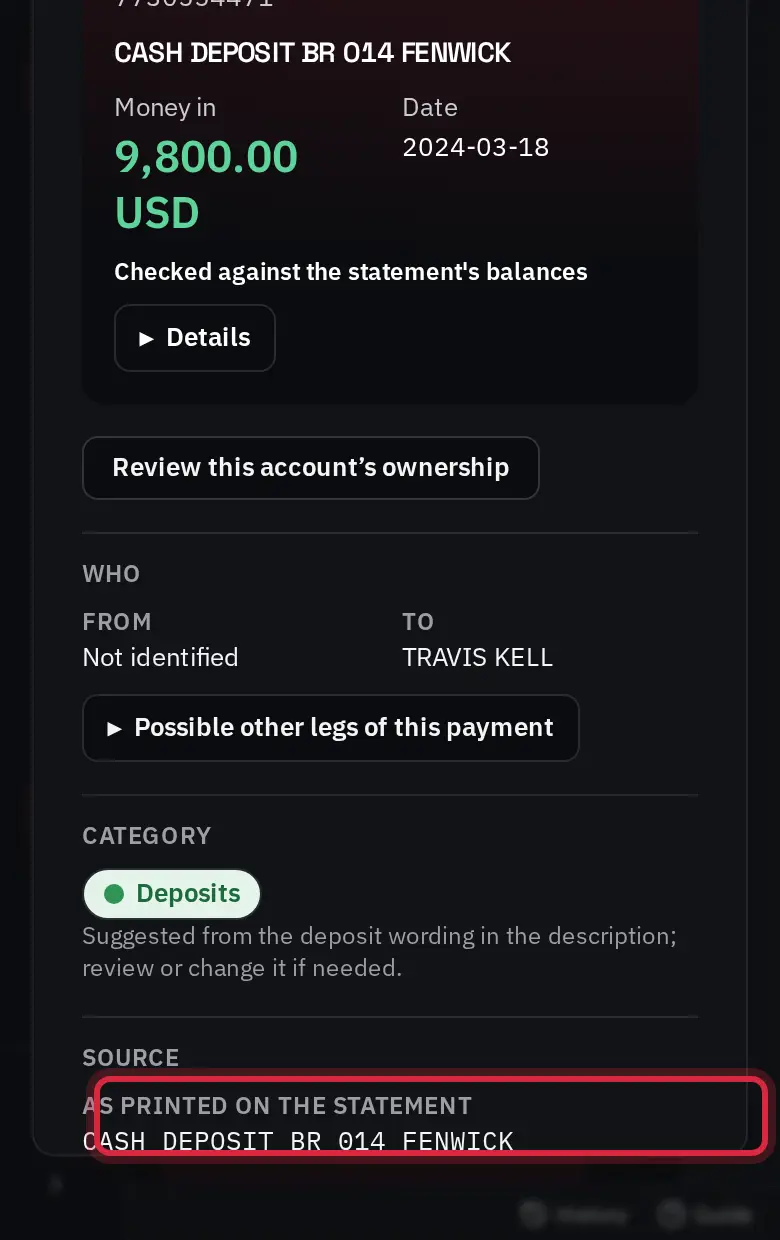 CASH DEPOSIT BR 014 FENWICK
Money in
Date
9,800.00
USD
2024-03-18
Checked against the statement's balances
▶ Details
Review this account’s ownership
WHO
FROM
TO
Not identified
TRAVIS KELL
▶ Possible other legs of this payment
CATEGORY
Deposits
Suggested from the deposit wording in the description;
review or change it if needed.
SOURCE
AS PRINTED ON THE STATEMENT
CASH DEPOSIT BR 014 FENWICK